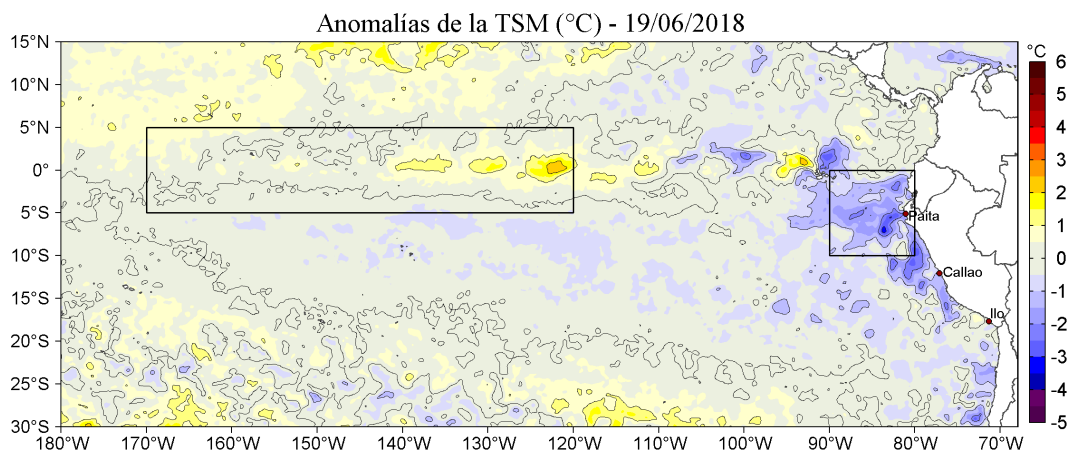 Anomalías de la TSM (°C) - 19/06/2018
15°N
10°N
5°N
0°
5°S
10°S
15°S
20°S
25°S
30°S
180°W
170°W
160°W
150°W
140°W
130°W
120°W
110°W
100°W
90°W
80°W
70°W
Paita
Callao
Ilo
°C
6
5
4
3
2
1
0
-1
-2
-3
-4
-5